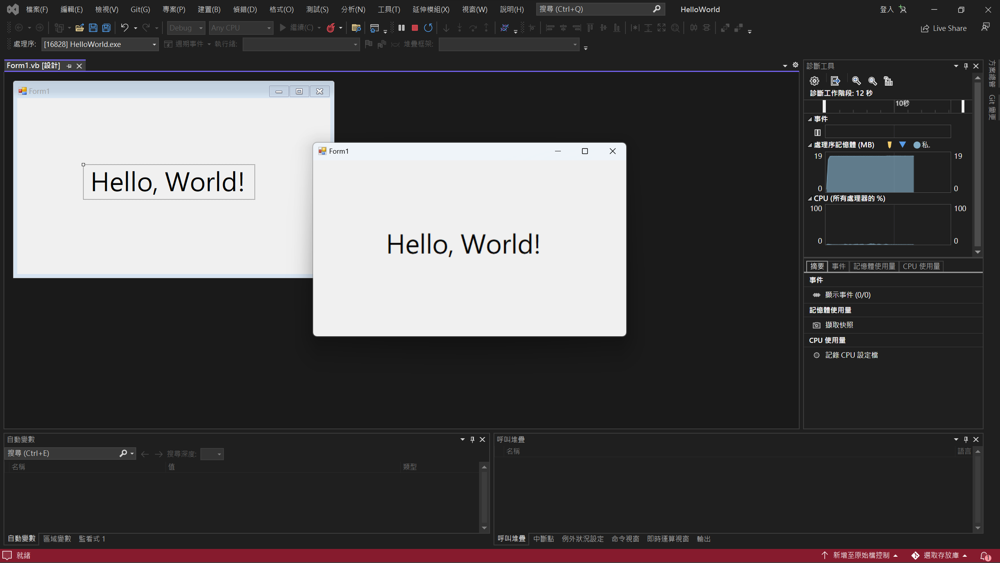 檔案(F) 編輯(E) 檢視(V) Git(G) 專案(P) 建置(B) 偵錯(D) 格式(O) 測試(S) 分析(N) 工具(T) 延伸模組(X) 視窗(W) 說明(H) 搜尋 (Ctrl+Q) HelloWorld 登入
Debug Any CPU 繼續(C) Live Share
處理序: [16828] HelloWorld.exe 週期事件 執行緒: 堆疊框架:
Form1.vb [設計]
Form1
Hello, World!
Form1
Hello, World!
診斷工具
診斷工作階段: 12 秒
10秒
事件
處理序記憶體 (MB) 私.
19 19
0 0
CPU (所有處理器的 %)
100 100
0 0
摘要 事件 記憶體使用量 CPU 使用量
事件
顯示事件 (0/0)
記憶體使用量
擷取快照
CPU 使用量
記錄 CPU 設定檔
方案總管
Git 變更
自動變數
搜尋 (Ctrl+E) 搜尋深度:
名稱 值 類型
自動變數 區域變數 監看式 1
呼叫堆疊
名稱 語言
呼叫堆疊 中斷點 例外狀況設定 命令視窗 即時運算視窗 輸出
就緒 新增至原始檔控制 選取存放庫 1